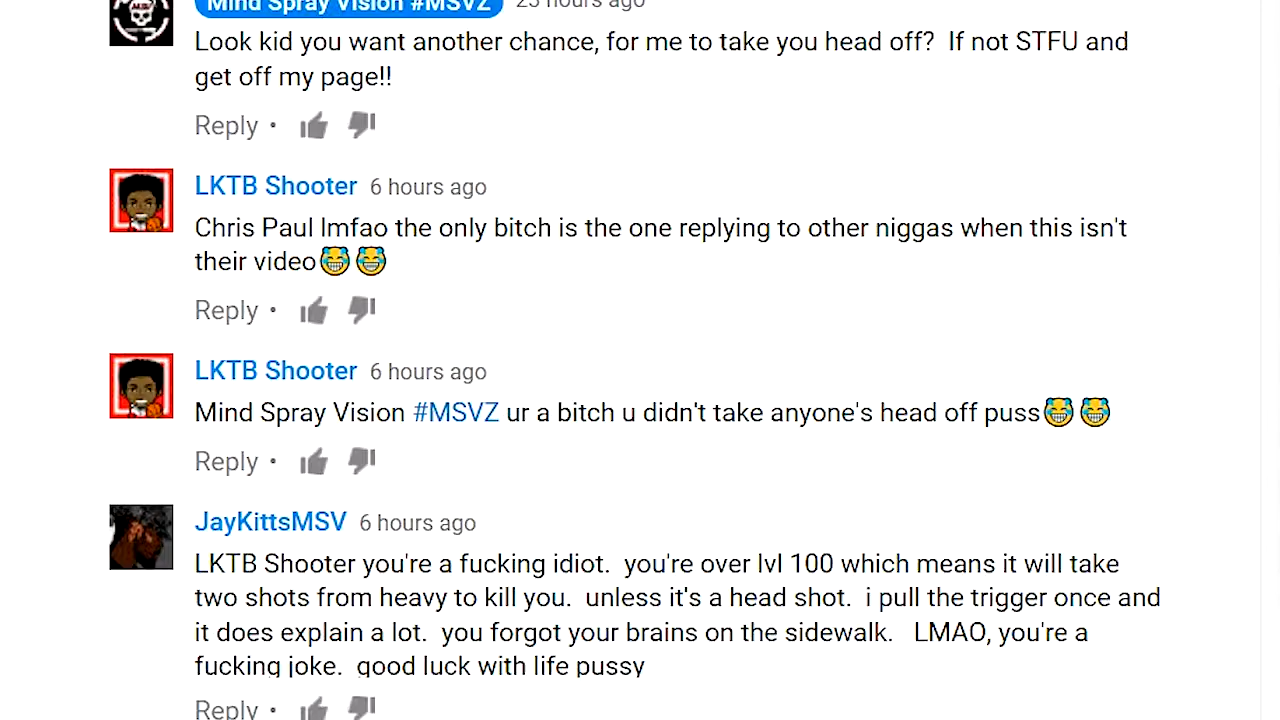 Mind Spray Vision #MSVZ 23 hours ago
Look kid you want another chance, for me to take you head off?  If not STFU and
get off my page!!
Reply •
LKTB Shooter 6 hours ago
Chris Paul lmfao the only bitch is the one replying to other niggas when this isn't
their video😂😂
Reply •
LKTB Shooter 6 hours ago
Mind Spray Vision #MSVZ ur a bitch u didn't take anyone's head off puss😂😂
Reply •
JayKittsMSV 6 hours ago
LKTB Shooter you're a fucking idiot.  you're over lvl 100 which means it will take
two shots from heavy to kill you.  unless it's a head shot.  i pull the trigger once and
it does explain a lot.  you forgot your brains on the sidewalk.   LMAO, you're a
fucking joke.  good luck with life pussy
Reply •